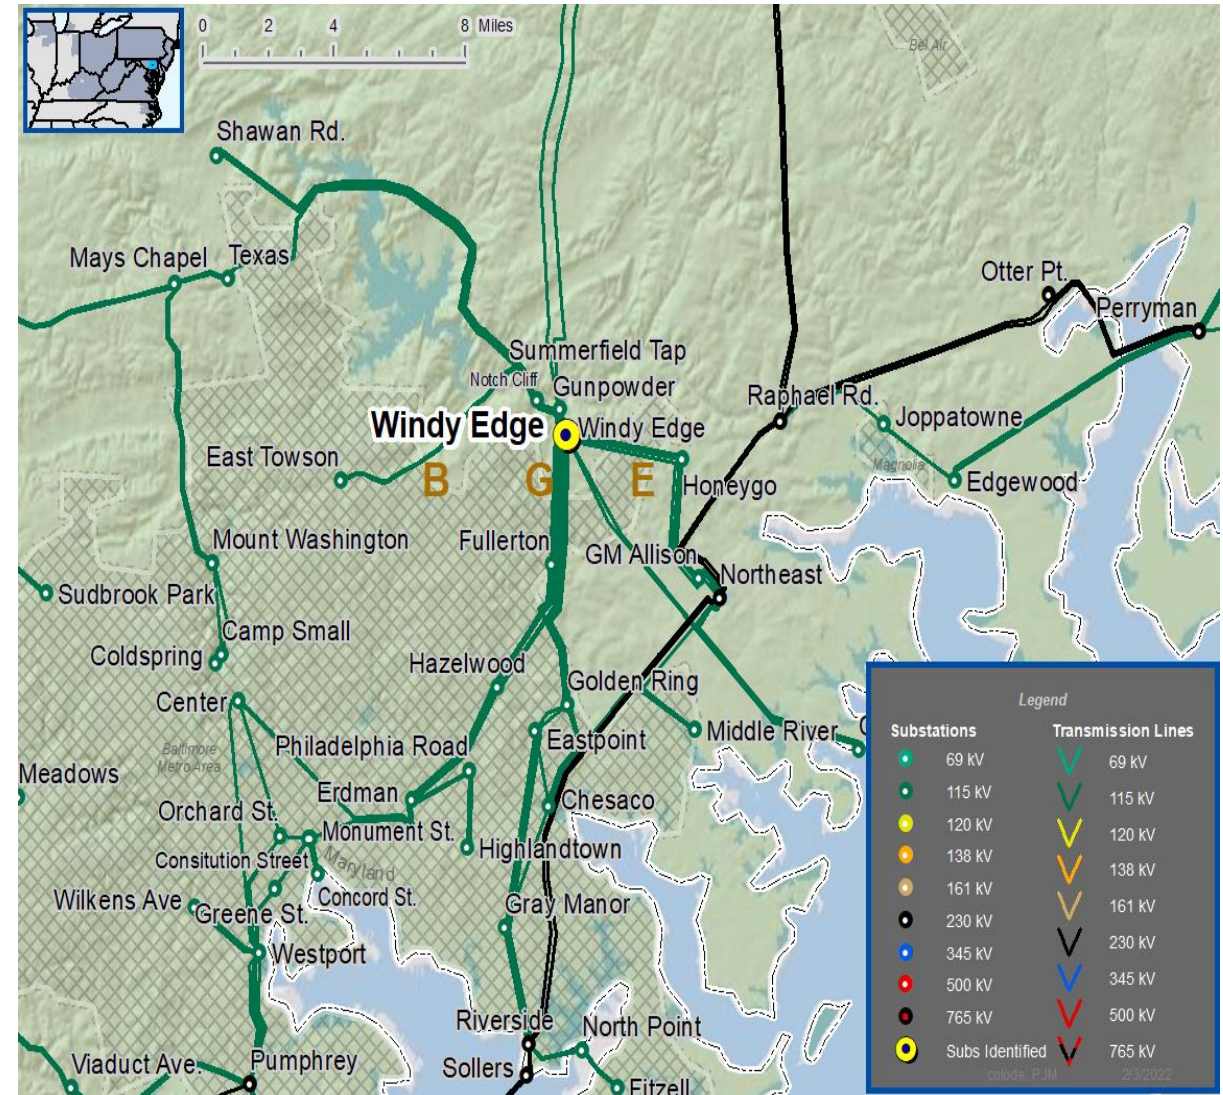 0 2 4 8 Miles
Bel Air
Shawan Rd.
Mays Chapel
Texas
Otter Pt.
Perryman
Summerfield Tap
Notch Cliff
Gunpowder
Raphael Rd.
Joppatowne
Windy Edge
Windy Edge
East Towson
B G E
Honeygo
Magnolia
Edgewood
Mount Washington
Fullerton
GM Allison
Northeast
Sudbrook Park
Camp Small
Coldspring
Hazelwood
Golden Ring
Center
Philadelphia Road
Eastpoint
Middle River
Baltimore
Metro Area
Meadows
Erdman
Chesaco
Orchard St.
Monument St.
Highlandtown
Consitution Street
Maryland
Concord St.
Wilkens Ave
Greene St.
Gray Manor
Westport
Riverside
North Point
Viaduct Ave.
Pumphrey
Sollers
Fitzell
Legend
Substations Transmission Lines
69 kV 69 kV
115 kV 115 kV
120 kV 120 kV
138 kV 138 kV
161 kV 161 kV
230 kV 230 kV
345 kV 345 kV
500 kV 500 kV
765 kV 765 kV
Subs Identified
PJM 2/3/2022